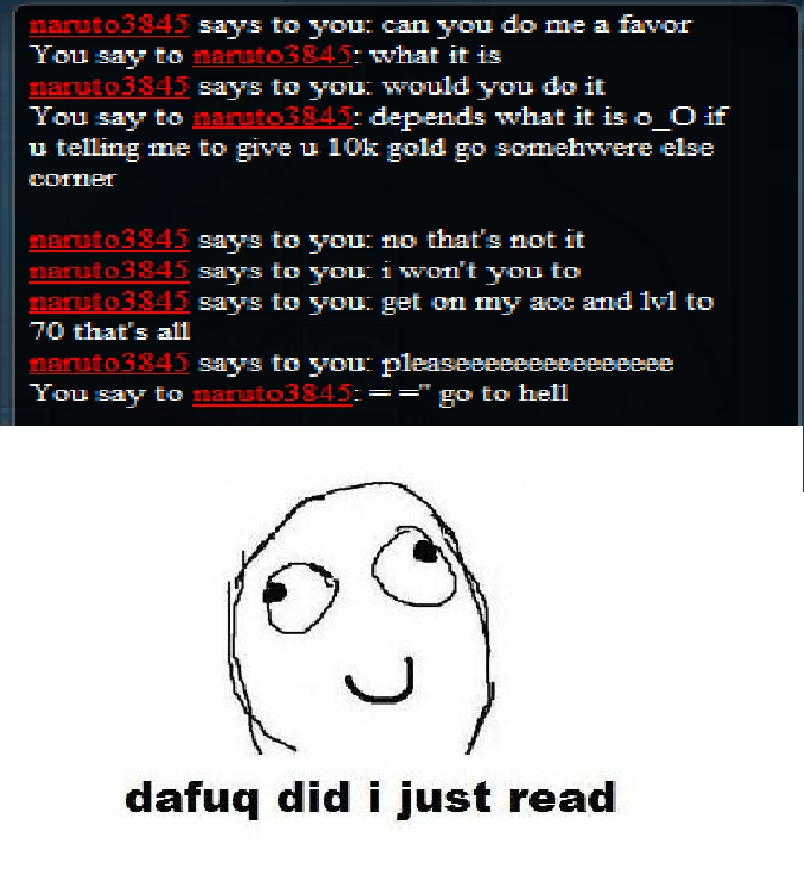 naruto3845 says to you: can you do me a favor
You say to naruto3845: what it is
naruto3845 says to you: would you do it
You say to naruto3845: depends what it is o_O if
u telling me to give u 10k gold go somehwere else
corner
naruto3845 says to you: no that's not it
naruto3845 says to you: i won't you to
naruto3845 says to you: get on my acc and lvl to
70 that's all
naruto3845 says to you: pleaseeeeeeeeeeeeeeee
You say to naruto3845: = =" go to hell
dafuq did i just read